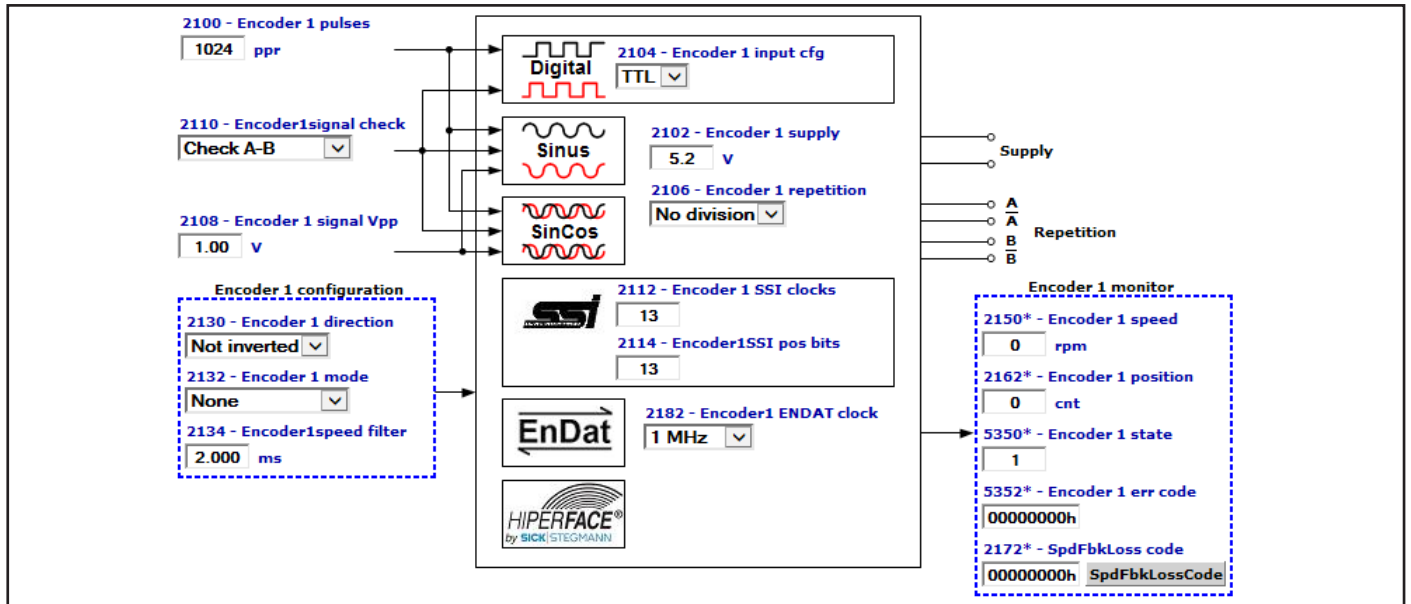 2100 - Encoder 1 pulses
1024 ppr
2110 - Encoder1signal check
Check A-B
2108 - Encoder 1 signal Vpp
1.00 V
Encoder 1 configuration
2130 - Encoder 1 direction
Not inverted
2132 - Encoder 1 mode
None
2134 - Encoder1speed filter
2.000 ms
Digital
2104 - Encoder 1 input cfg
TTL
Sinus
2102 - Encoder 1 supply
5.2 V
2106 - Encoder 1 repetition
No division
SinCos
ssi
2112 - Encoder 1 SSI clocks
13
2114 - Encoder1SSI pos bits
13
EnDat
2182 - Encoder1 ENDAT clock
1 MHz
HIPERFACE®
by SICK STEGMANN
Supply
A
A
B
B
Repetition
Encoder 1 monitor
2150* - Encoder 1 speed
0 rpm
2162* - Encoder 1 position
0 cnt
5350* - Encoder 1 state
1
5352* - Encoder 1 err code
00000000h
2172* - SpdFbkLoss code
00000000h SpdFbkLossCode